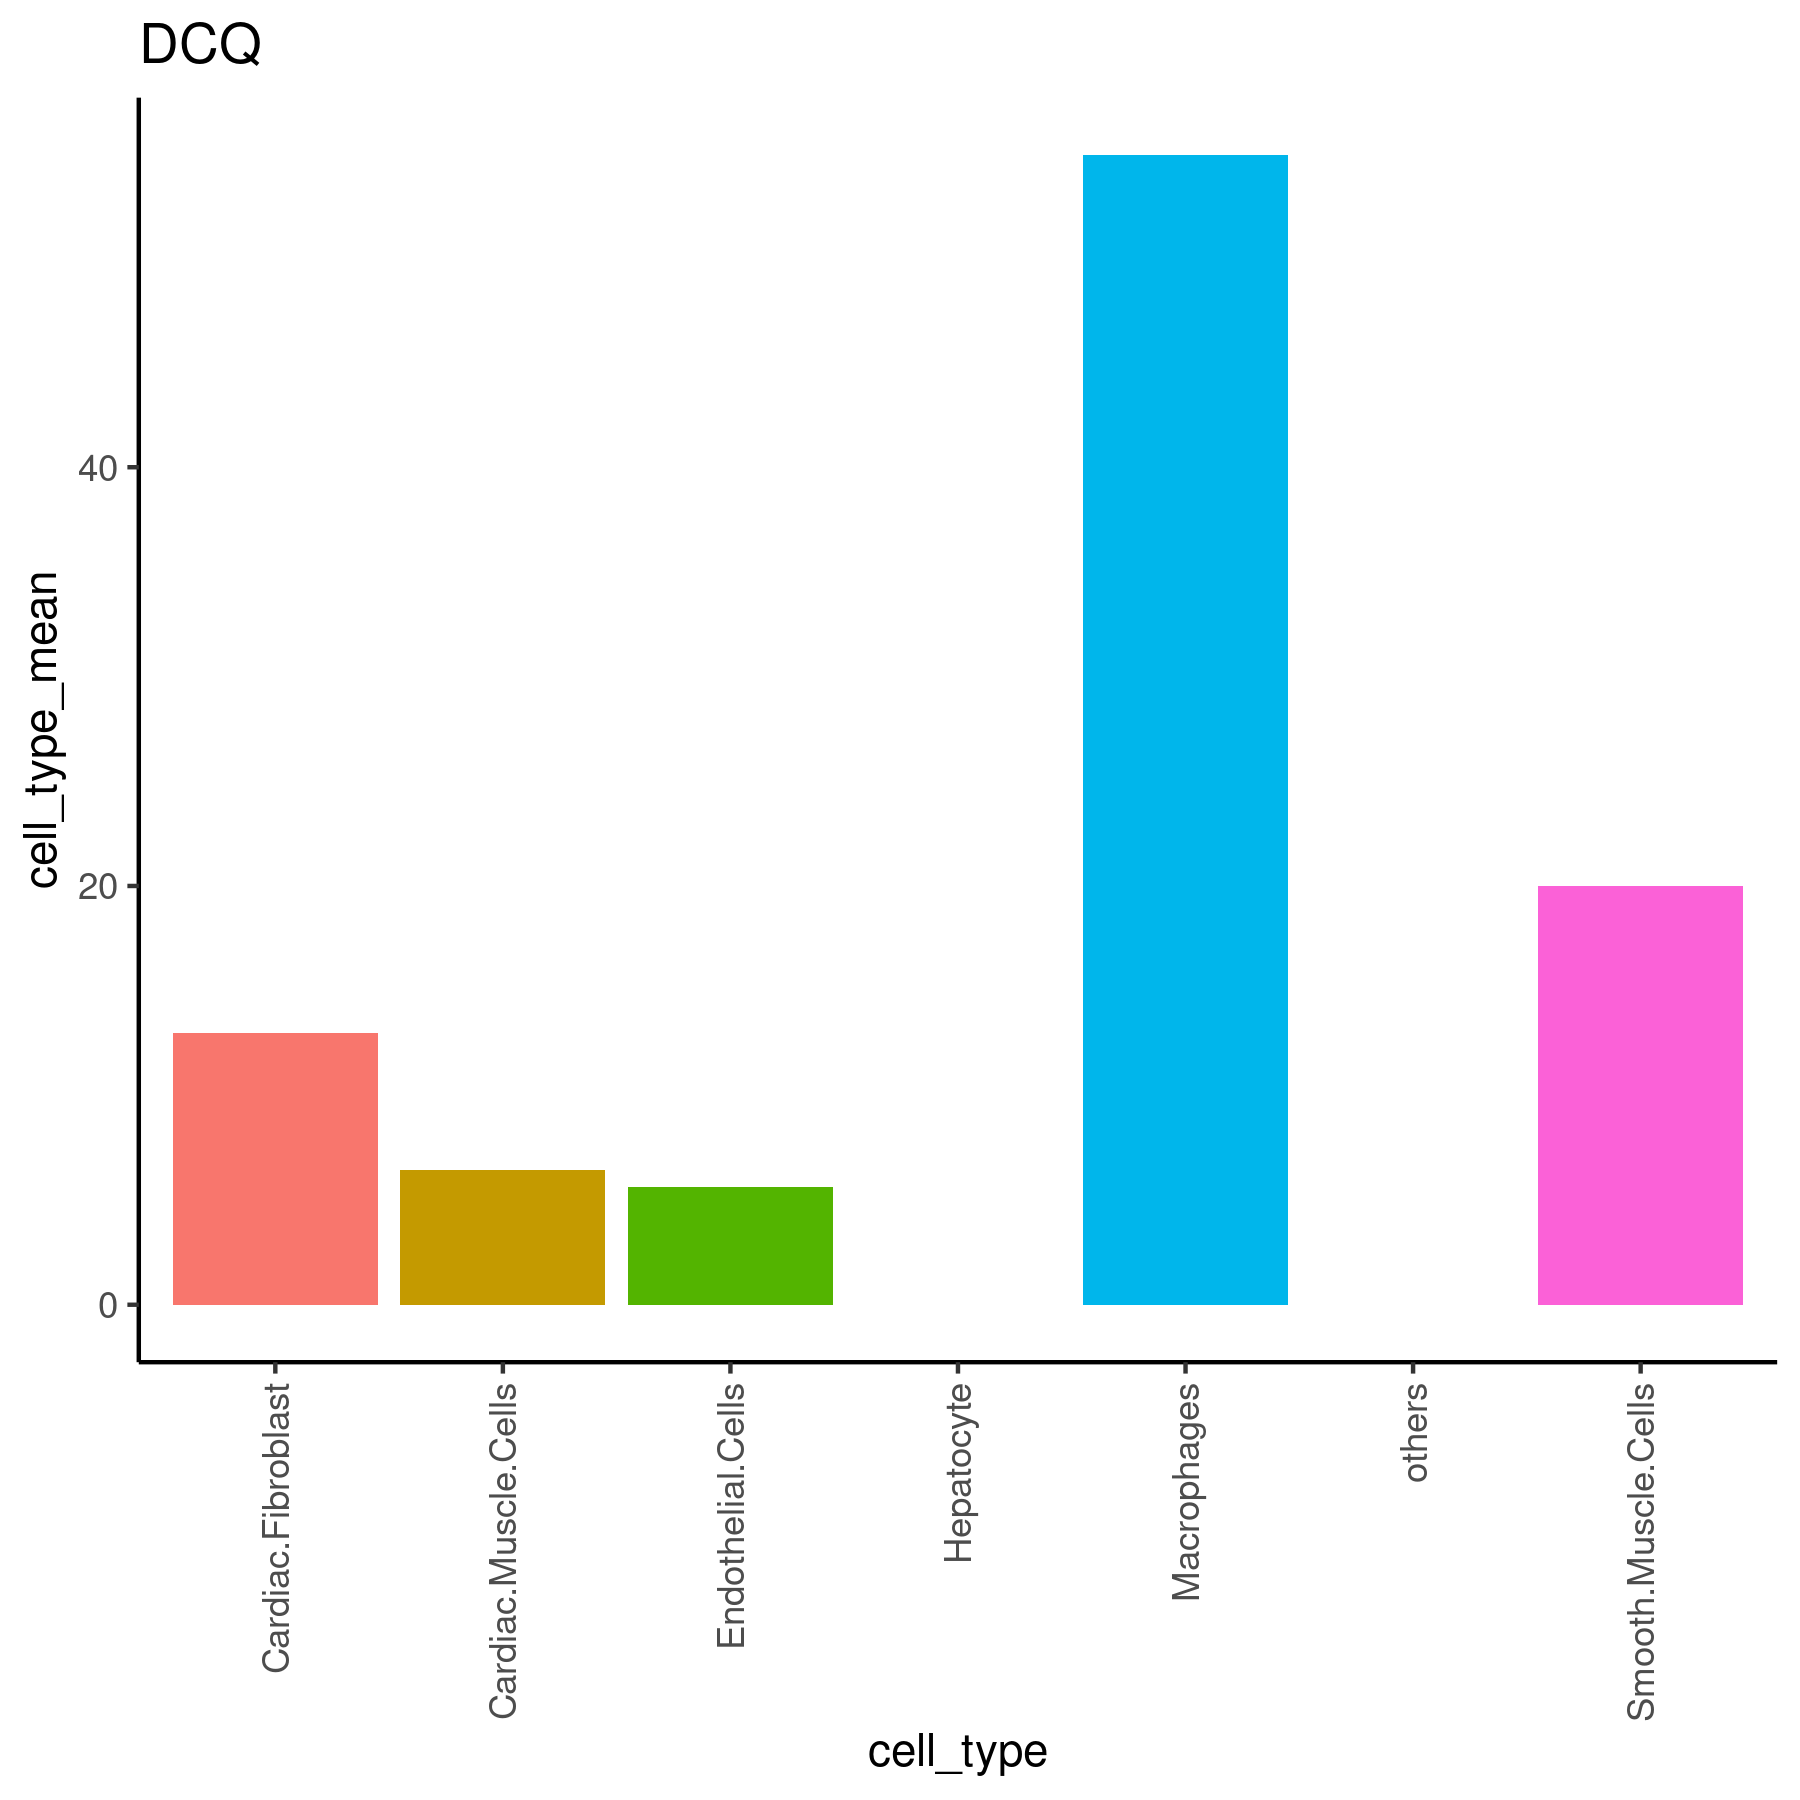 DCQ
cell_type_mean
40
20
0
Cardiac.Fibroblast
Cardiac.Muscle.Cells
Endothelial.Cells
Hepatocyte
Macrophages
others
Smooth.Muscle.Cells
cell_type